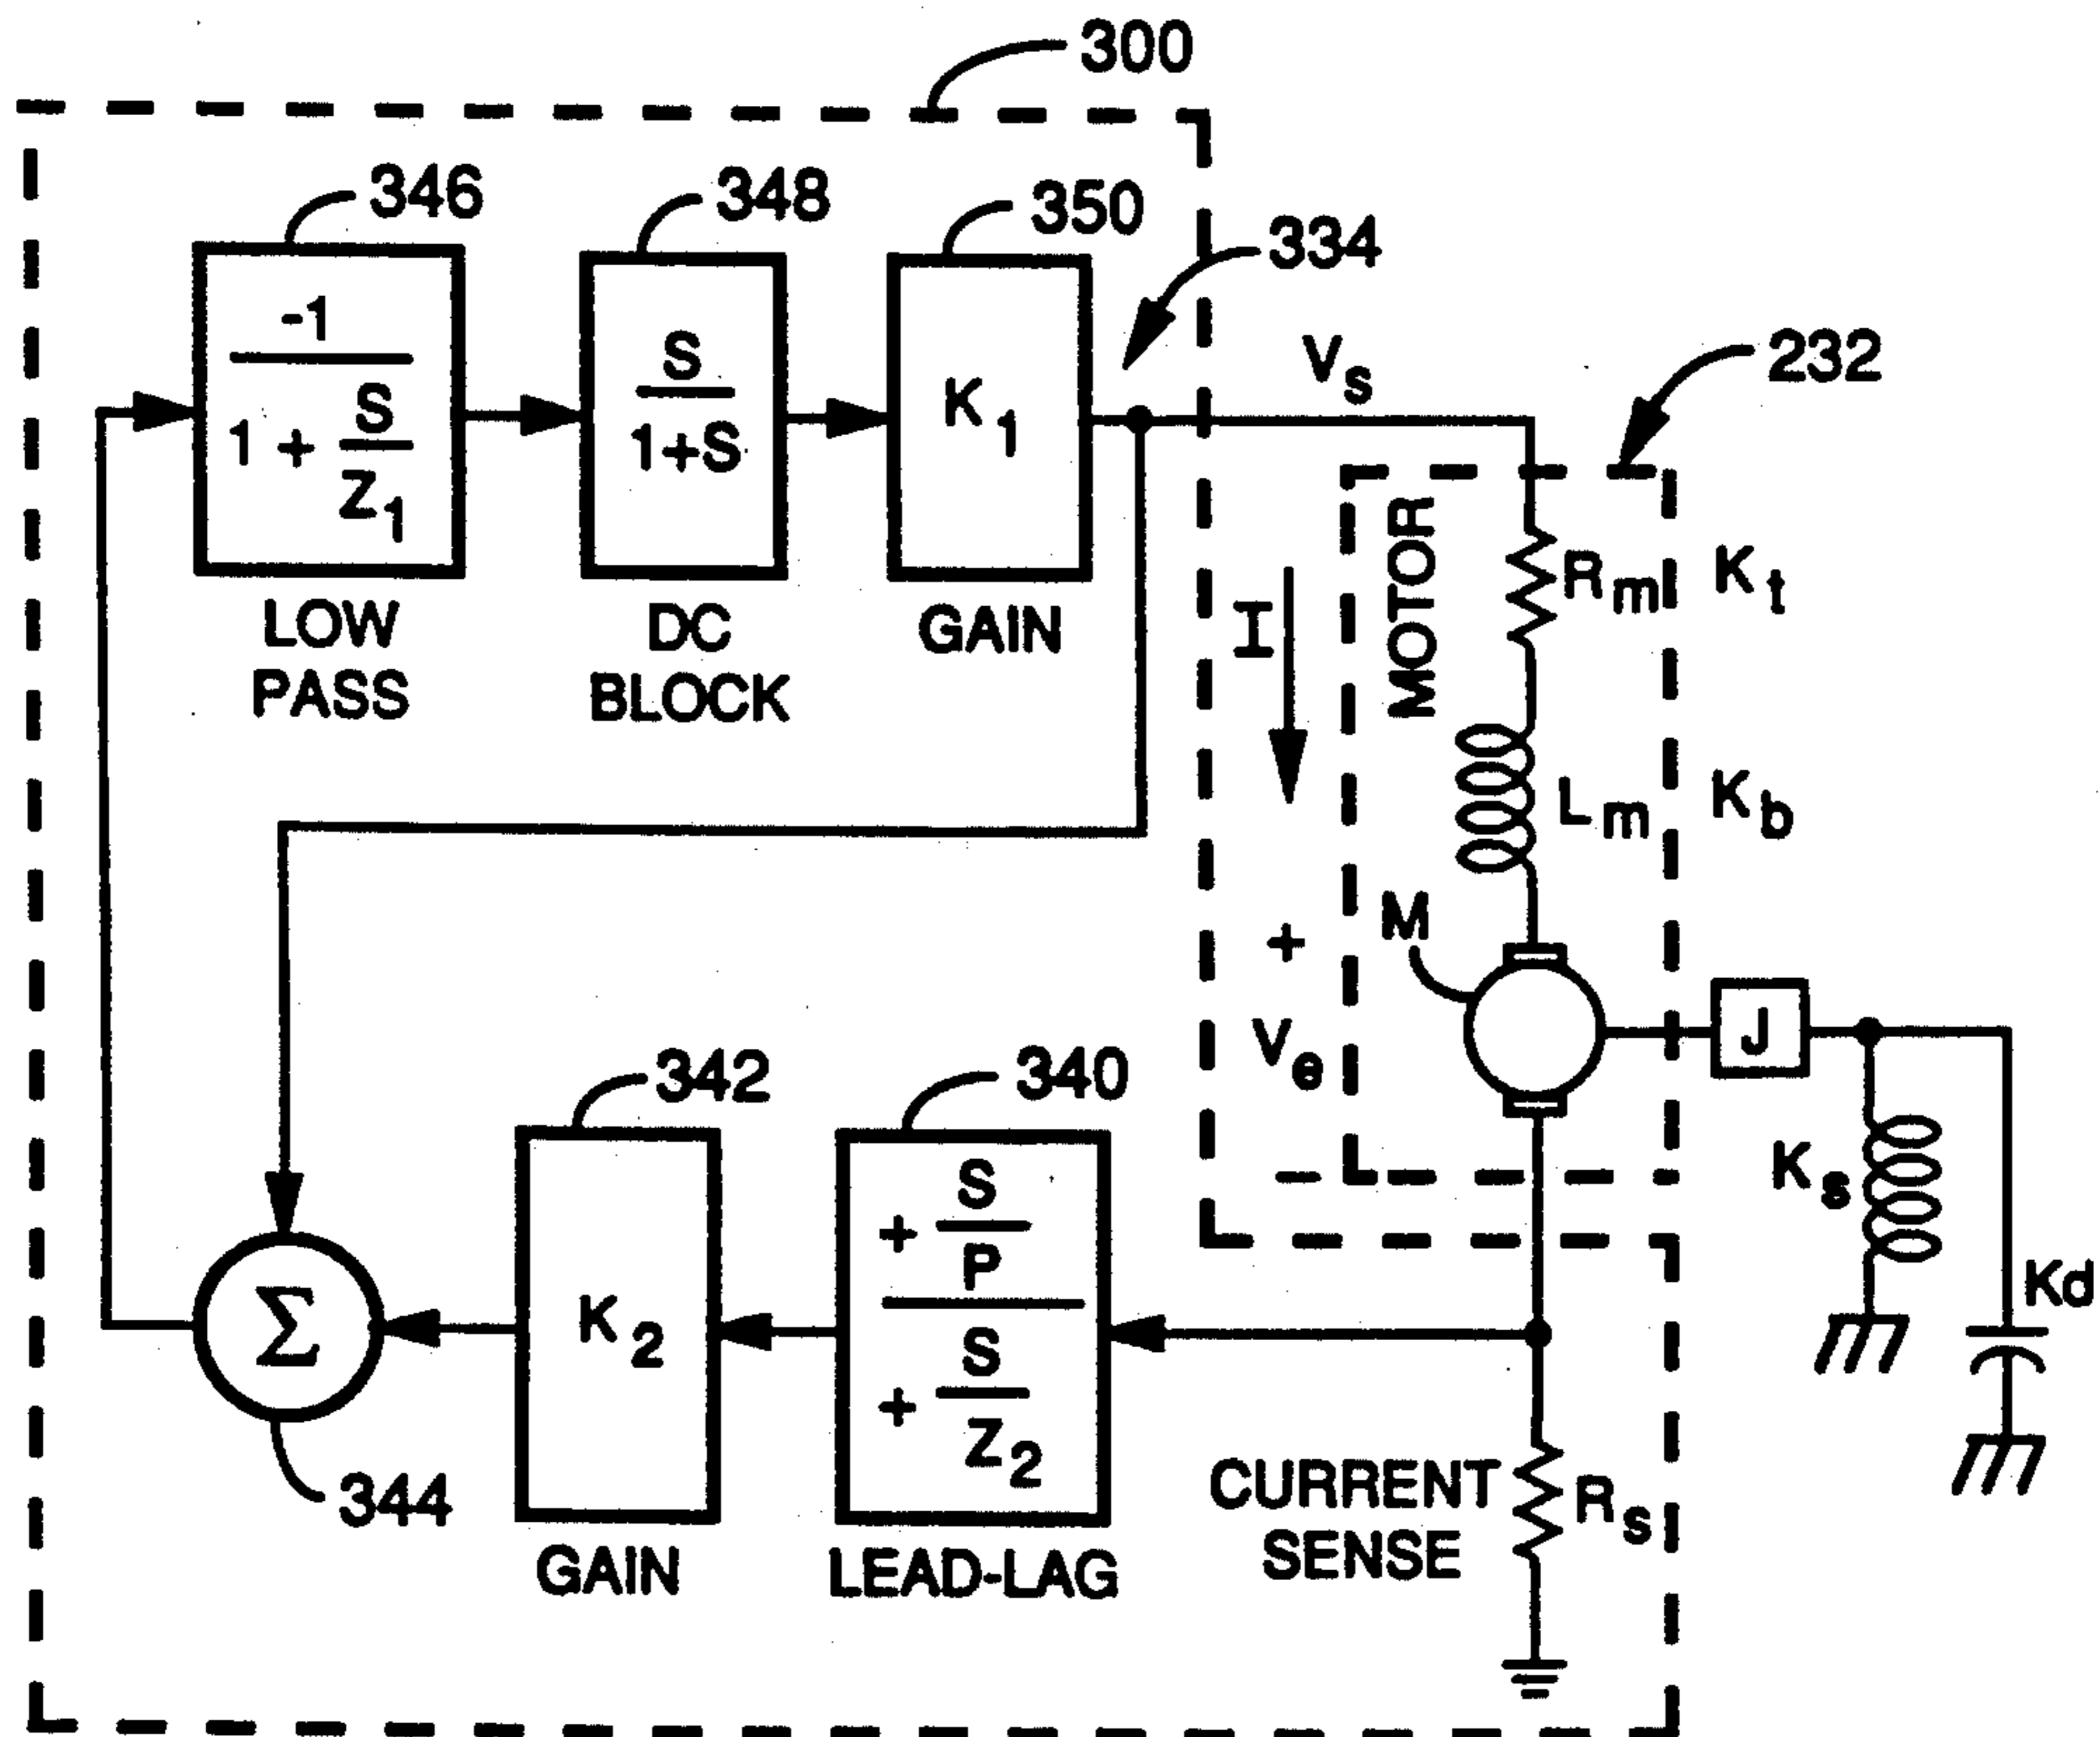 300
346
348
350
334
232
-1
1 + S
Z1
S
1+S
K1
Vs
LOW
PASS
DC
BLOCK
GAIN
I
MOTOR
Rm
Kt
Lm
Kb
M
+
Ve
-
J
Ks
Kd
342
340
Σ
K2
+ S
P
+ S
Z2
344
GAIN
LEAD-LAG
CURRENT
SENSE
Rs